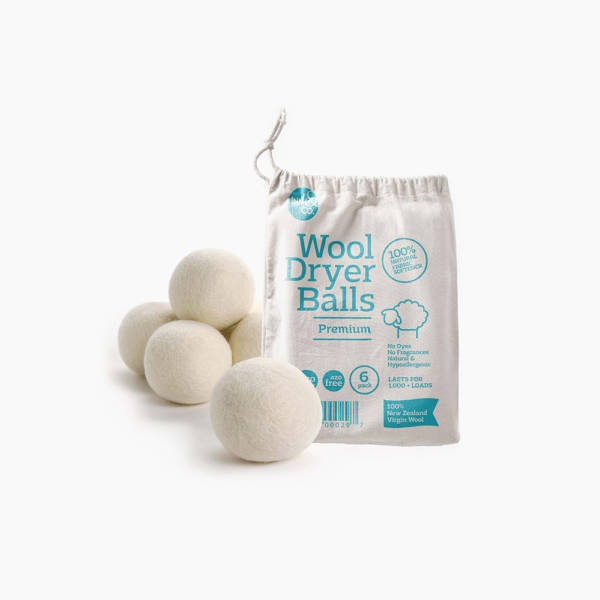 Wool
Dryer
Balls
Premium
100%
NATURAL
FABRIC
SOFTENER
No Dyes
No Fragrances
Natural &
Hypoallergenic
LASTS FOR
1,000 + LOADS
azo
free
6
pack
100%
New Zealand
Virgin Wool